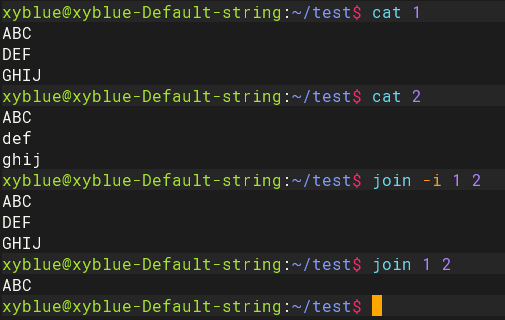 xyblue@xyblue-Default-string:~/test$ cat 1
ABC
DEF
GHIJ
xyblue@xyblue-Default-string:~/test$ cat 2
ABC
def
ghij
xyblue@xyblue-Default-string:~/test$ join -i 1 2
ABC
DEF
GHIJ
xyblue@xyblue-Default-string:~/test$ join 1 2
ABC
xyblue@xyblue-Default-string:~/test$